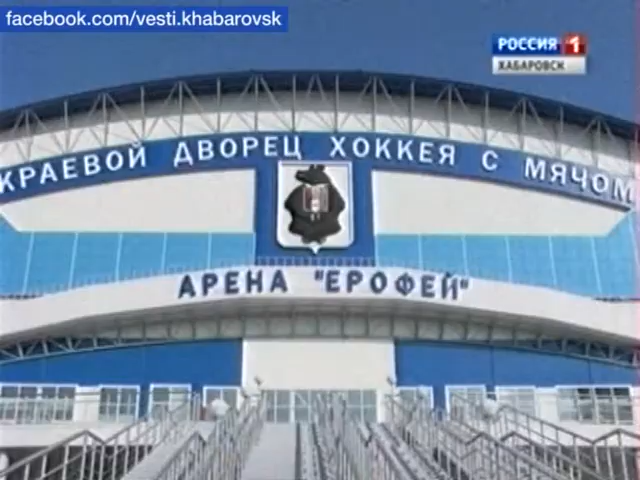 facebook.com/vesti.khabarovsk
РОССИЯ 1
ХАБАРОВСК
КРАЕВОЙ ДВОРЕЦ ХОККЕЯ С МЯЧОМ
АРЕНА "ЕРОФЕЙ"